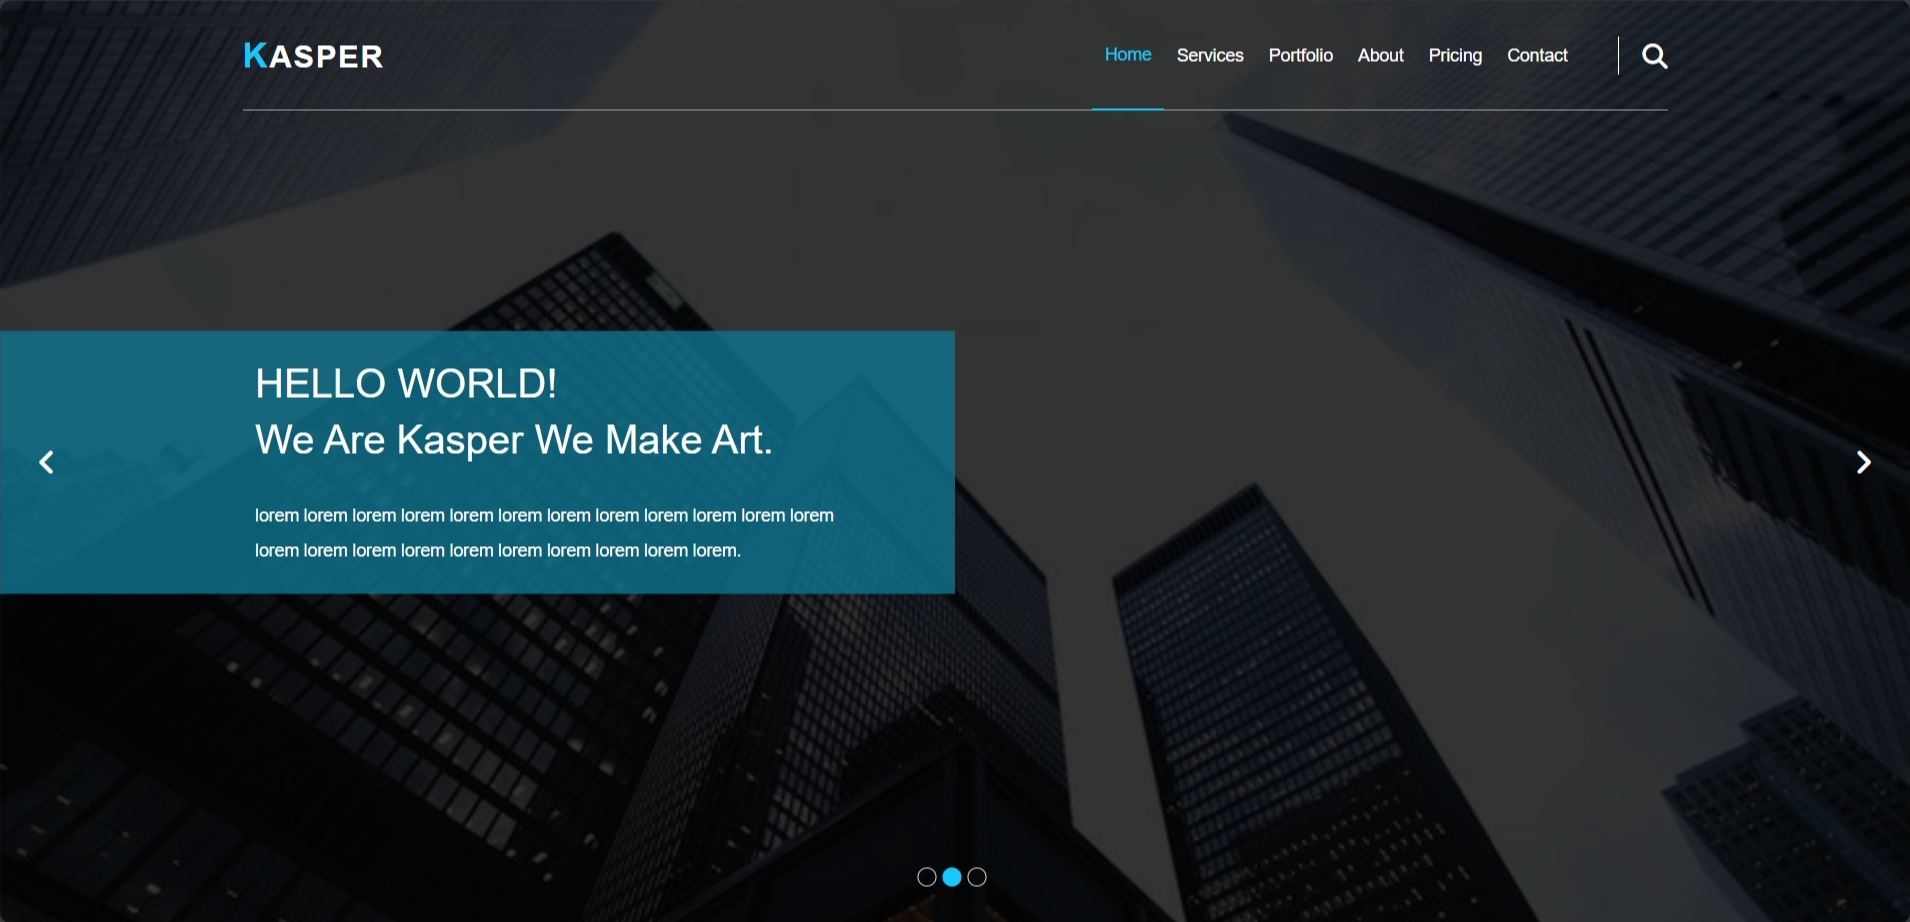 KASPER
Home Services Portfolio About Pricing Contact
HELLO WORLD!
We Are Kasper We Make Art.
lorem lorem lorem lorem lorem lorem lorem lorem lorem lorem lorem lorem
lorem lorem lorem lorem lorem lorem lorem lorem lorem lorem.